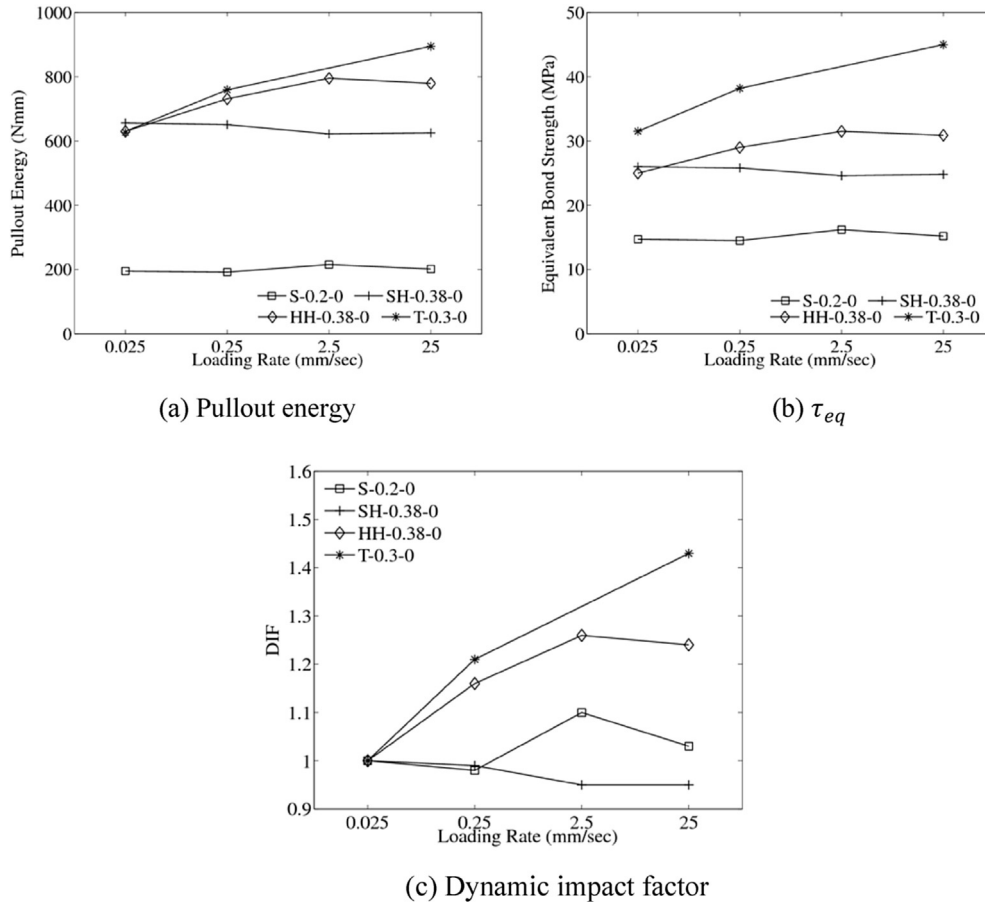 1000
800
600
400
200
0
Pullout Energy (Nmm)
S-0.2-0 SH-0.38-0
HH-0.38-0 T-0.3-0
0.025 0.25 2.5 25
Loading Rate (mm/sec)
(a) Pullout energy
50
40
30
20
10
0
Equivalent Bond Strength (MPa)
S-0.2-0 SH-0.38-0
HH-0.38-0 T-0.3-0
0.025 0.25 2.5 25
Loading Rate (mm/sec)
(b) τeq
1.6
1.5
1.4
1.3
1.2
1.1
1
0.9
DIF
S-0.2-0
SH-0.38-0
HH-0.38-0
T-0.3-0
0.025 0.25 2.5 25
Loading Rate (mm/sec)
(c) Dynamic impact factor